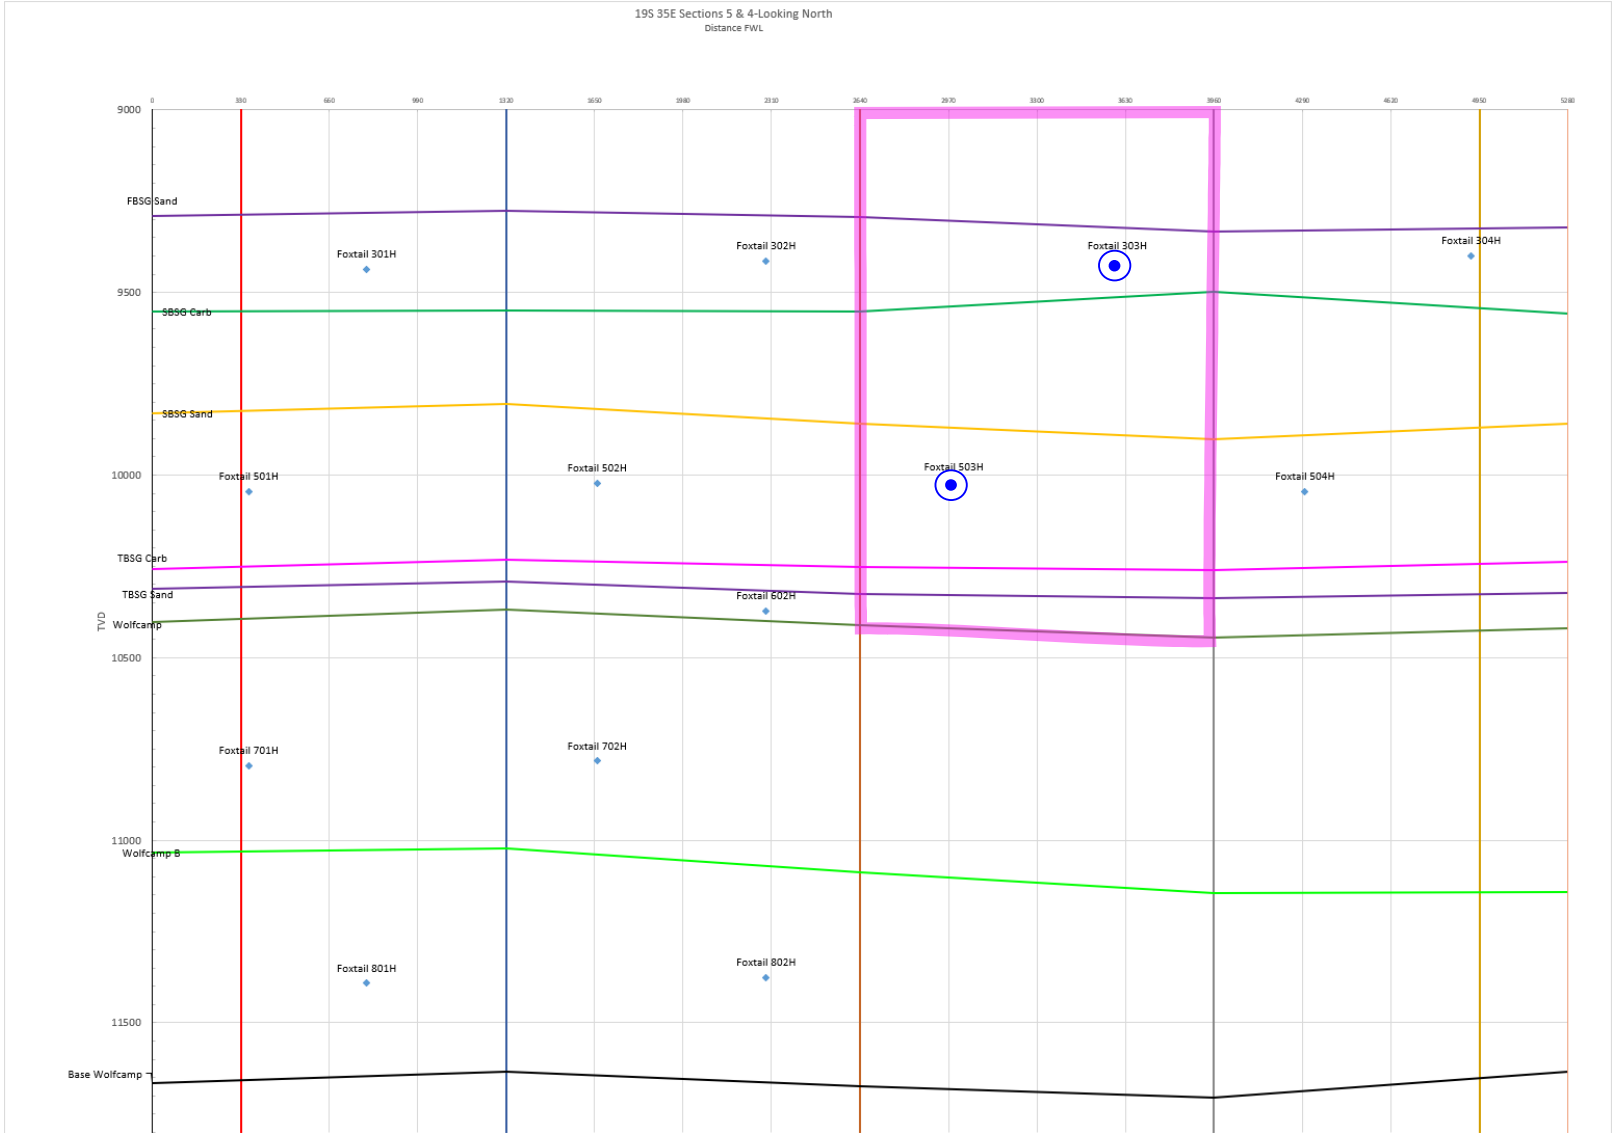 19S 35E Sections 5 & 4-Looking North
Distance FWL
0 330 660 990 1320 1650 1980 2310 2640 2970 3300 3630 3960 4290 4620 4950 5280
9000
FBSG Sand
Foxtail 301H
Foxtail 302H
Foxtail 303H
Foxtail 304H
9500
SBSG Carb
SBSG Sand
10000
Foxtail 501H
Foxtail 502H
Foxtail 503H
Foxtail 504H
TBSG Carb
TBSG Sand
Foxtail 602H
TVD
Wolfcamp
10500
Foxtail 701H
Foxtail 702H
11000
Wolfcamp B
Foxtail 801H
Foxtail 802H
11500
Base Wolfcamp